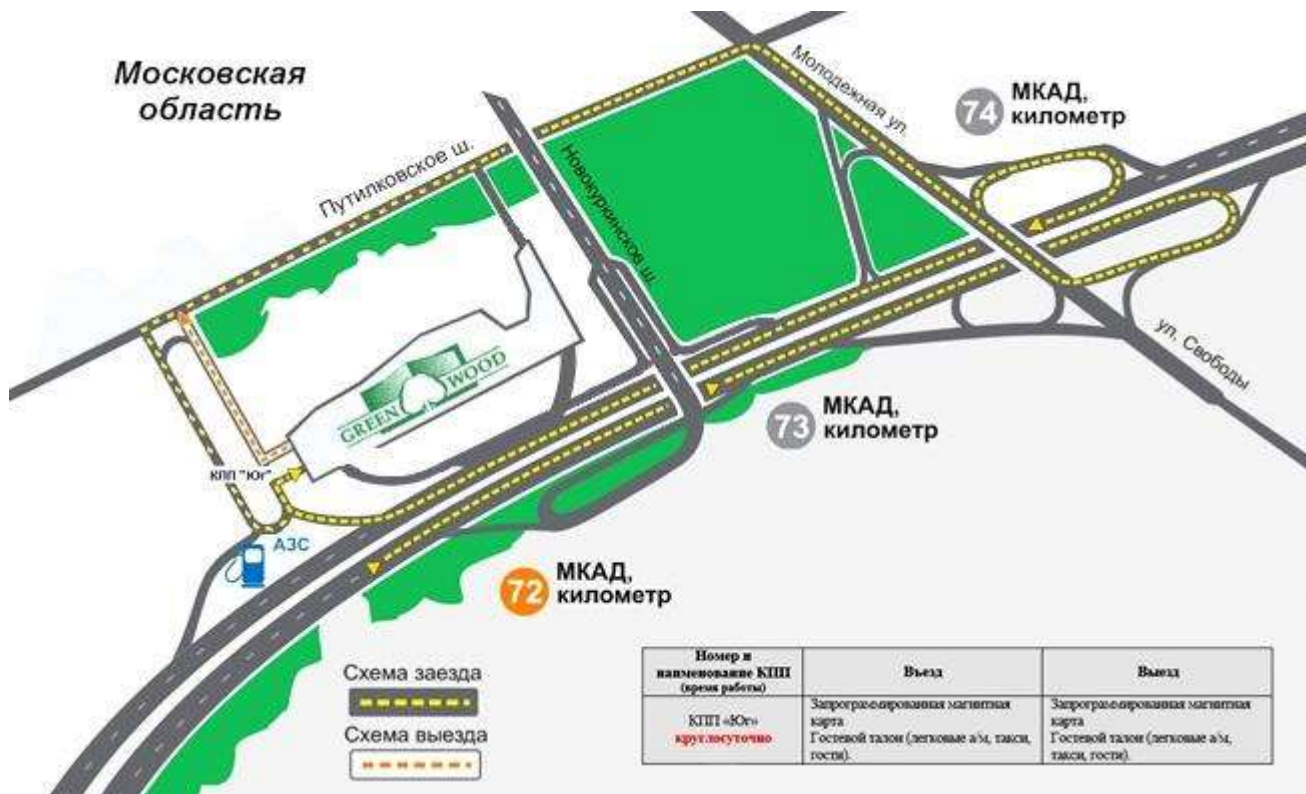 Московская
область
Молодежная ул.
74
МКАД,
километр
Путилковское ш.
Новокуркинское ш.
GREEN WOOD
ул. Свободы
73
МКАД,
километр
КПП "Юг"
АЗС
72
МКАД,
километр
Схема заезда
Схема выезда
Номер и
наименование КПП
(время работы)
Въезд
Выезд
КПП «Юг»
круглосуточно
Запрограммированная магнитная
карта
Гостевой талон (легковые а/м, такси,
гости).
Запрограммированная магнитная
карта
Гостевой талон (легковые а/м,
такси, гости).